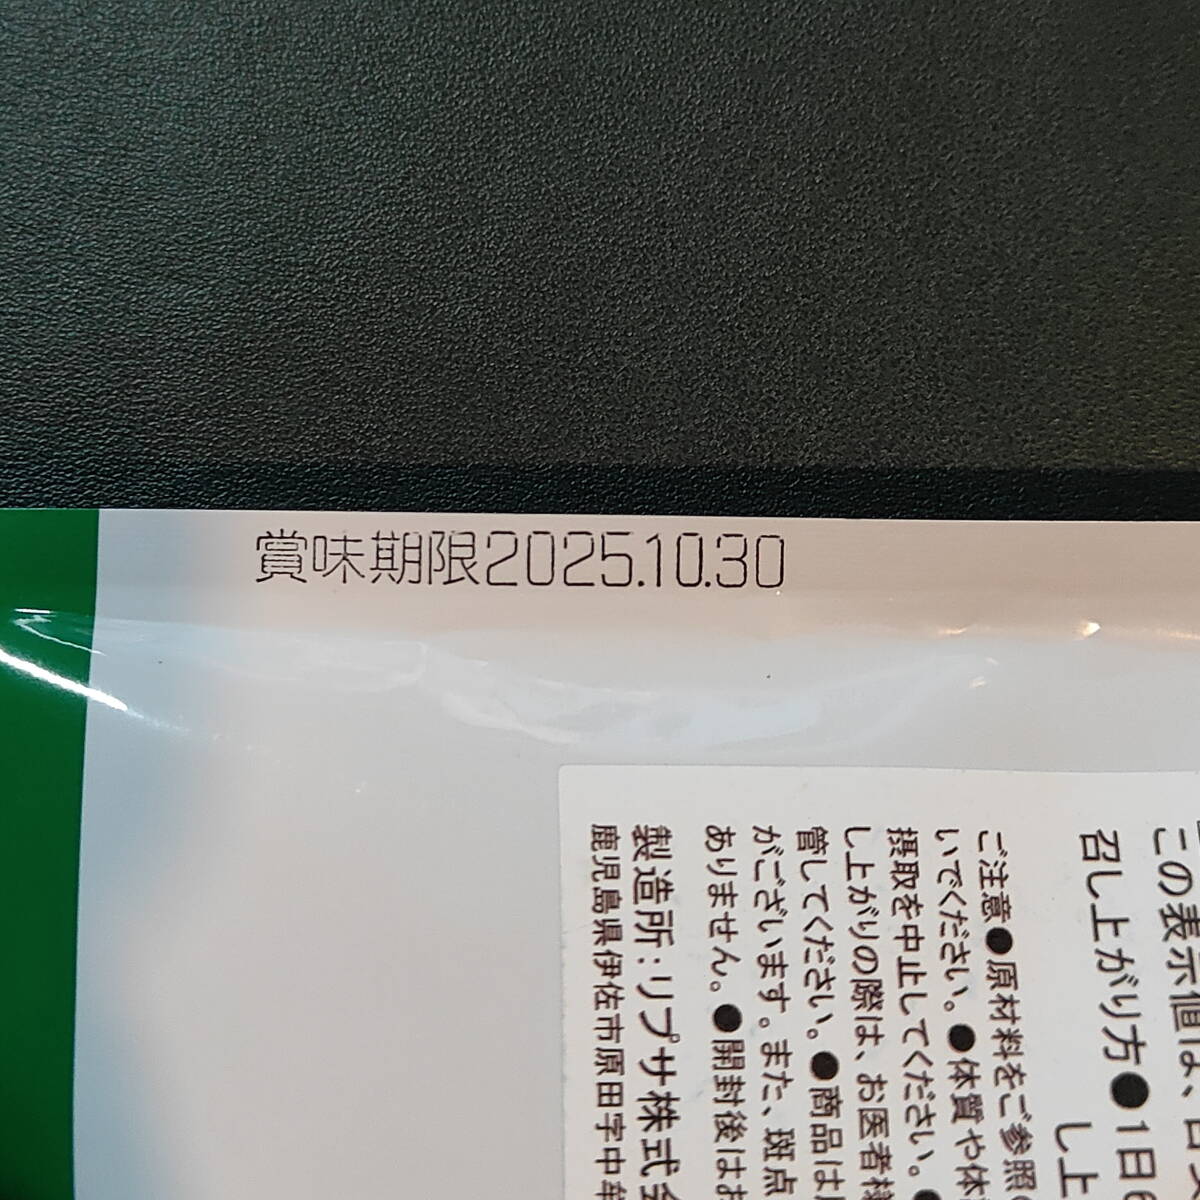 賞味期限2025.10.30
この表示値は、
召し上がり方●1日6
し上
ご注意●原材料をご参照
いでください。●体質や体
摂取を中止してください。●
し上がりの際は、お医者様
管してください。●商品は
がございます。また、斑点
ありません。●開封後はお
製造所:リプサ株式会
鹿児島県伊佐市原田字中